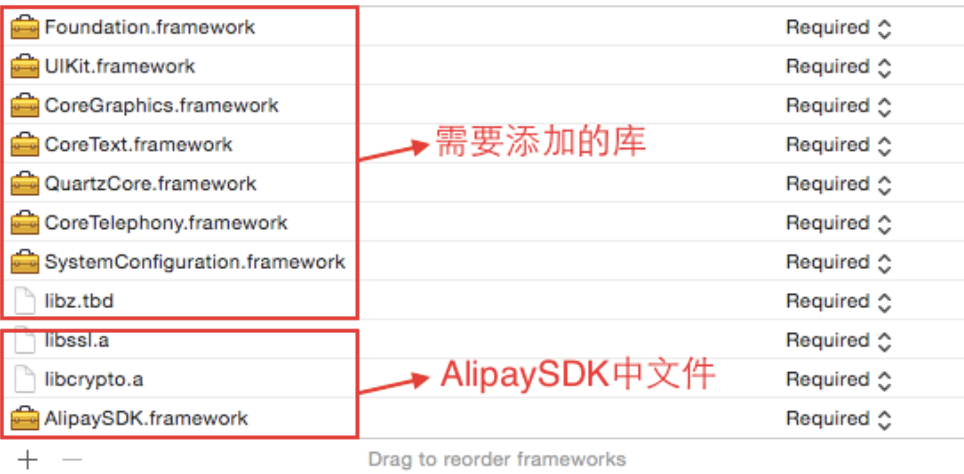 Foundation.framework Required
UIKit.framework Required
CoreGraphics.framework Required
CoreText.framework Required
需要添加的库
QuartzCore.framework Required
CoreTelephony.framework Required
SystemConfiguration.framework Required
libz.tbd Required
libssl.a Required
libcrypto.a Required
AlipaySDK中文件
AlipaySDK.framework Required
Drag to reorder frameworks